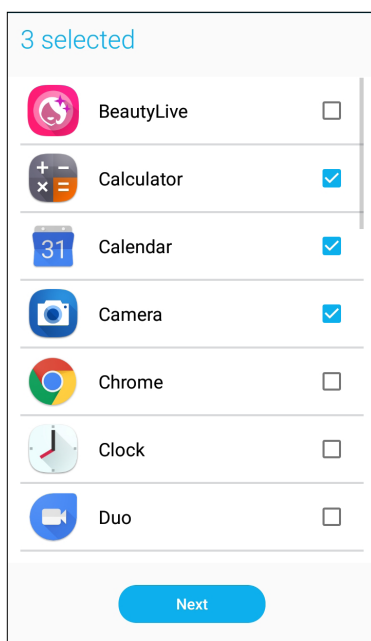 3 selected
BeautyLive
Calculator
31
Calendar
Camera
Chrome
Clock
Duo
Next